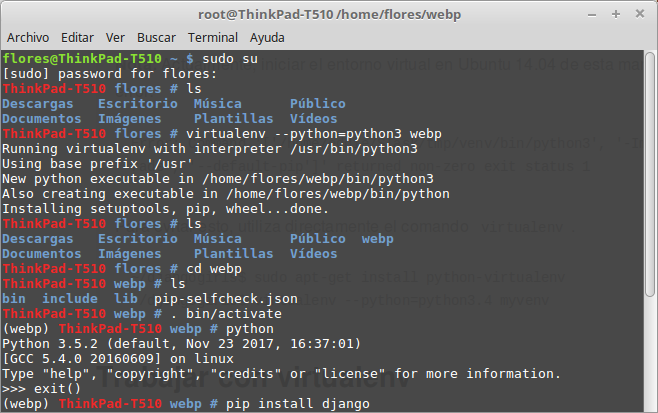 root@ThinkPad-T510/home/flores/webp
Archivo Editar Ver Buscar Terminal Ayuda
flores@ThinkPad-T510 ~ $ sudo su
[sudo] password for flores:
ThinkPad-T510 flores # ls
Descargas Escritorio Música Público
Documentos Imágenes Plantillas Vídeos
ThinkPad-T510 flores # virtualenv --python=python3 webp
Running virtualenv with interpreter /usr/bin/python3
Using base prefix '/usr'
New python executable in /home/flores/webp/bin/python3
Also creating executable in /home/flores/webp/bin/python
Installing setuptools, pip, wheel...done.
ThinkPad-T510 flores # ls
Descargas Escritorio Música Público webp
Documentos Imágenes Plantillas Vídeos
ThinkPad-T510 flores # cd webp
ThinkPad-T510 webp # ls
bin include lib pip-selfcheck.json
ThinkPad-T510 webp # . bin/activate
(webp) ThinkPad-T510 webp # python
Python 3.5.2 (default, Nov 23 2017, 16:37:01)
[GCC 5.4.0 20160609] on linux
Type "help", "copyright", "credits" or "license" for more information.
>>> exit()
Trabajar con virtualenv
(webp) ThinkPad-T510 webp # pip install django